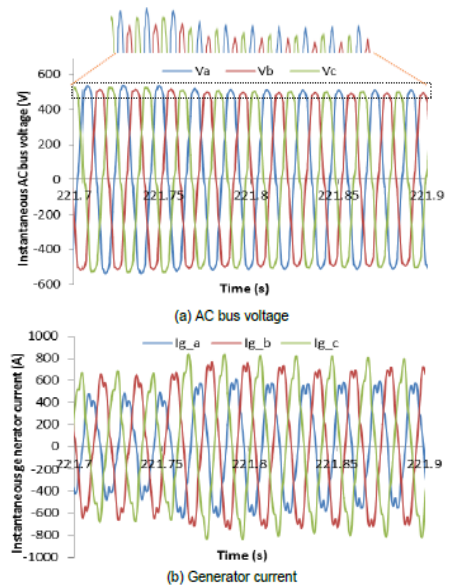 Va Vb Vc
Instantaneous AC bus voltage (V)
600
400
200
0
-200
-400
-600
221.7 221.75 221.8 221.85 221.9
Time (s)
(a) AC bus voltage
Ig_a Ig_b Ig_c
Instantaneous generator current (A)
1000
800
600
400
200
0
-200
-400
-600
-800
-1000
221.7 221.75 221.8 221.85 221.9
Time (s)
(b) Generator current